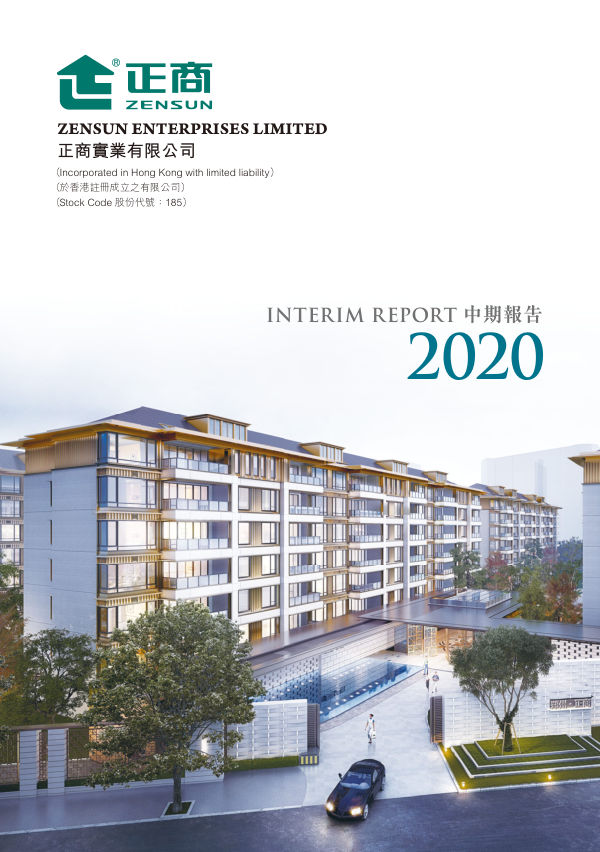 正商
ZENSUN
ZENSUN ENTERPRISES LIMITED
正商實業有限公司
(Incorporated in Hong Kong with limited liability)
(於香港註冊成立之有限公司)
(Stock Code 股份代號:185)
INTERIM REPORT 中期報告
2020